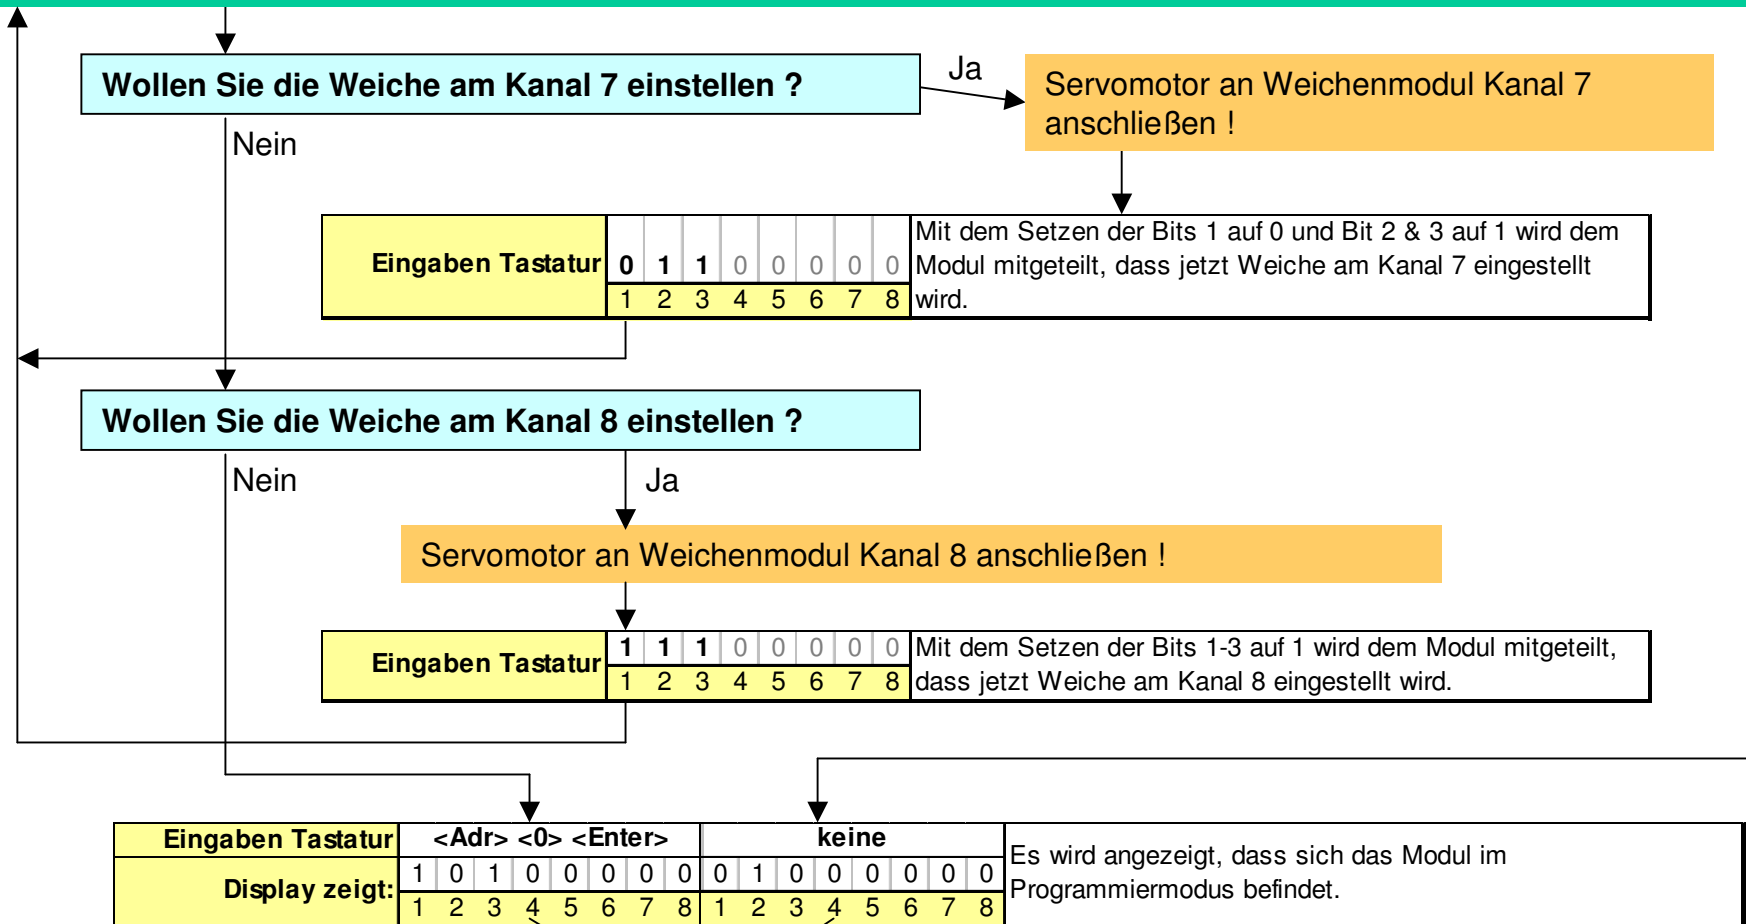 Wollen Sie die Weiche am Kanal 7 einstellen ?
Ja
Servomotor an Weichenmodul Kanal 7
anschließen !
Nein
Eingaben Tastatur
0 1 1 0 0 0 0 0
1 2 3 4 5 6 7 8
Mit dem Setzen der Bits 1 auf 0 und Bit 2 & 3 auf 1 wird dem
Modul mitgeteilt, dass jetzt Weiche am Kanal 7 eingestellt
wird.
Wollen Sie die Weiche am Kanal 8 einstellen ?
Nein
Ja
Servomotor an Weichenmodul Kanal 8 anschließen !
Eingaben Tastatur
1 1 1 0 0 0 0 0
1 2 3 4 5 6 7 8
Mit dem Setzen der Bits 1-3 auf 1 wird dem Modul mitgeteilt,
dass jetzt Weiche am Kanal 8 eingestellt wird.
Eingaben Tastatur <Adr> <0> <Enter> keine
Display zeigt:
1 0 1 0 0 0 0 0 0 1 0 0 0 0 0 0
1 2 3 4 5 6 7 8 1 2 3 4 5 6 7 8
Es wird angezeigt, dass sich das Modul im
Programmiermodus befindet.